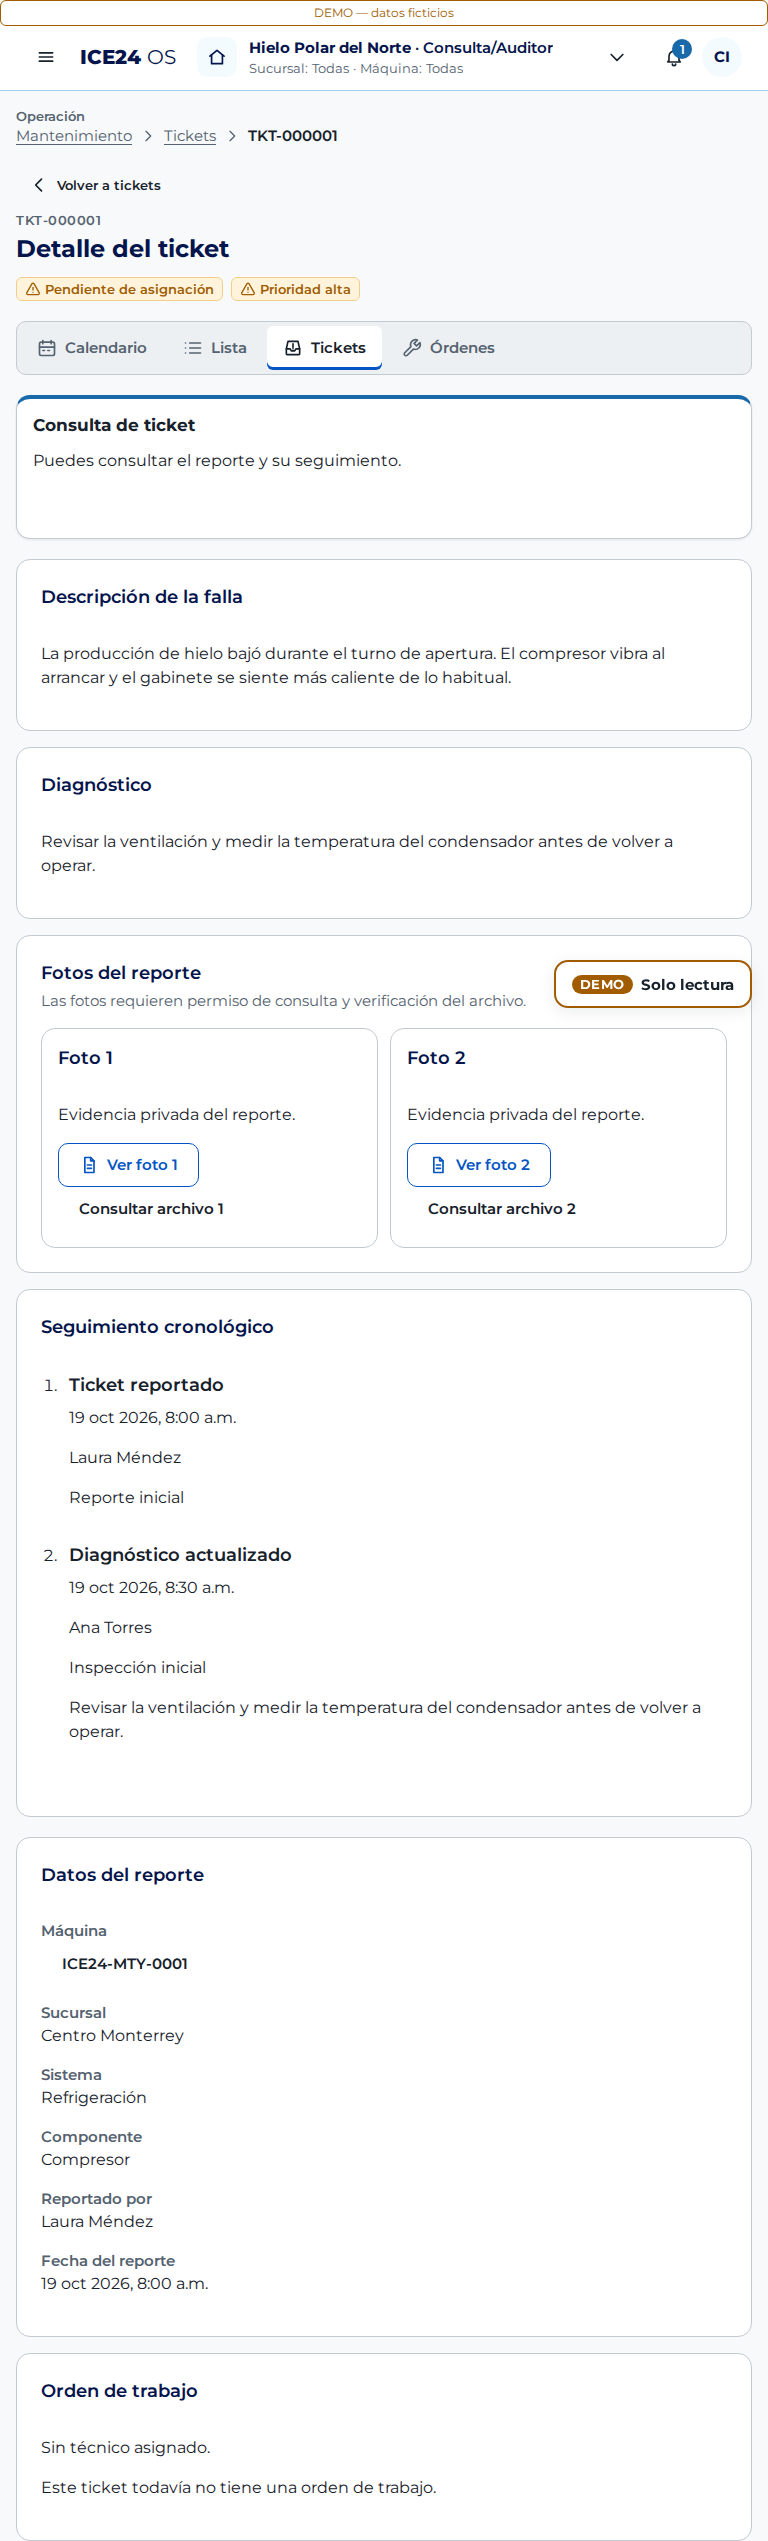 DEMO — datos ficticios
ICE24 OS
Hielo Polar del Norte · Consulta/Auditor
Sucursal: Todas · Máquina: Todas
1
CI
Operación
Mantenimiento > Tickets > TKT-000001
Volver a tickets
TKT-000001
Detalle del ticket
Pendiente de asignación
Prioridad alta
Calendario
Lista
Tickets
Órdenes
Consulta de ticket
Puedes consultar el reporte y su seguimiento.
Descripción de la falla
La producción de hielo bajó durante el turno de apertura. El compresor vibra al
arrancar y el gabinete se siente más caliente de lo habitual.
Diagnóstico
Revisar la ventilación y medir la temperatura del condensador antes de volver a
operar.
Fotos del reporte
Las fotos requieren permiso de consulta y verificación del archivo.
DEMO Solo lectura
Foto 1
Evidencia privada del reporte.
Ver foto 1
Consultar archivo 1
Foto 2
Evidencia privada del reporte.
Ver foto 2
Consultar archivo 2
Seguimiento cronológico
1. Ticket reportado
19 oct 2026, 8:00 a.m.
Laura Méndez
Reporte inicial
2. Diagnóstico actualizado
19 oct 2026, 8:30 a.m.
Ana Torres
Inspección inicial
Revisar la ventilación y medir la temperatura del condensador antes de volver a
operar.
Datos del reporte
Máquina
ICE24-MTY-0001
Sucursal
Centro Monterrey
Sistema
Refrigeración
Componente
Compresor
Reportado por
Laura Méndez
Fecha del reporte
19 oct 2026, 8:00 a.m.
Orden de trabajo
Sin técnico asignado.
Este ticket todavía no tiene una orden de trabajo.